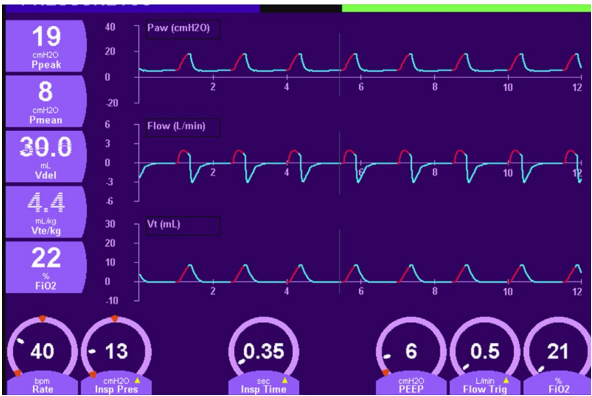 19
cmH2O
Ppeak
8
cmH2O
Pmean
mL
Vdel
4.4
mL/kg
Vte/kg
22
%
FiO2
40
20
0
-20
Paw (cmH2O)
2
4
6
8
10
12
6
3
0
-3
-6
Flow (L/min)
2
4
6
8
10
12
30
20
10
0
-10
Vt (mL)
2
4
6
8
10
12
40
bpm
Rate
13
cmH2O
Insp Pres
0.35
sec
Insp Time
6
cmH2O
PEEP
0.5
L/min
Flow Trig
21
%
FiO2